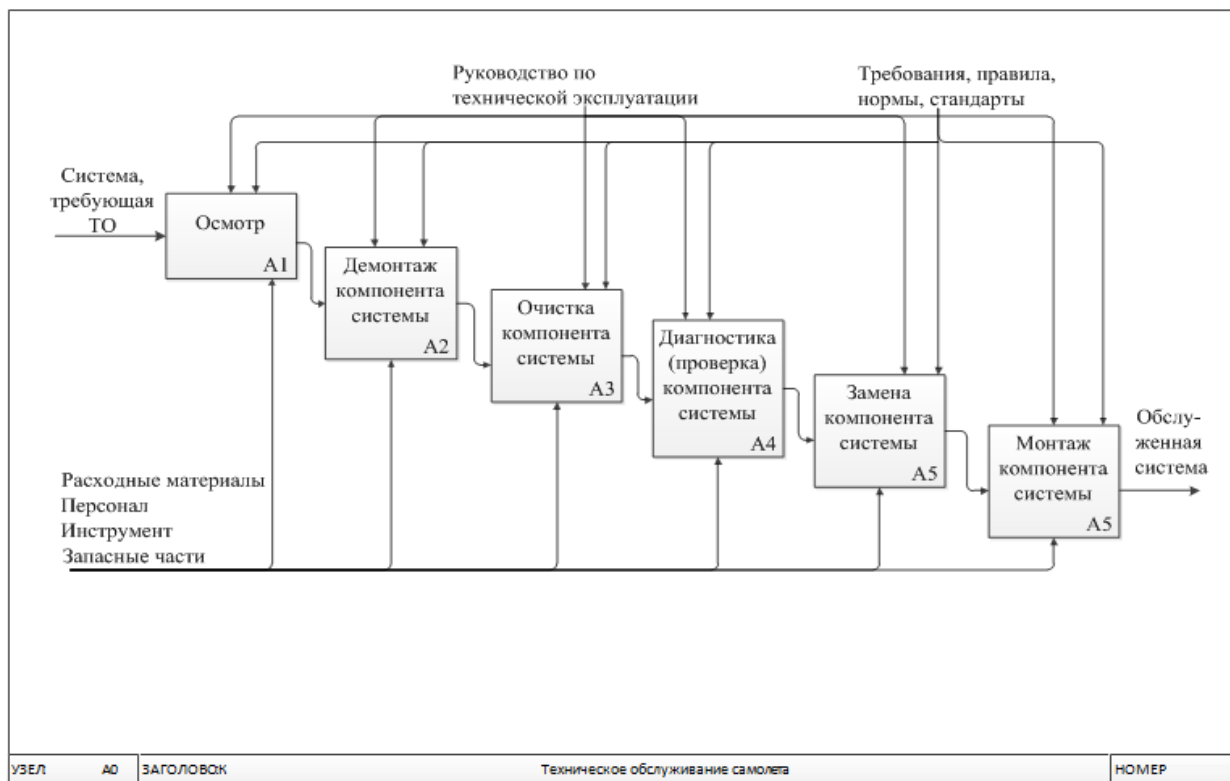 Руководство по
технической эксплуатации
Требования, правила,
нормы, стандарты
Система,
требующая
ТО
Осмотр
А1
Демонтаж
компонента
системы
А2
Очистка
компонента
системы
А3
Диагностика
(проверка)
компонента
системы
А4
Замена
компонента
системы
А5
Монтаж
компонента
системы
А5
Обслу-
женная
система
Расходные материалы
Персонал
Инструмент
Запасные части
УЗЕЛ: А0 ЗАГОЛОВОК: Техническое обслуживание самолета НОМЕР